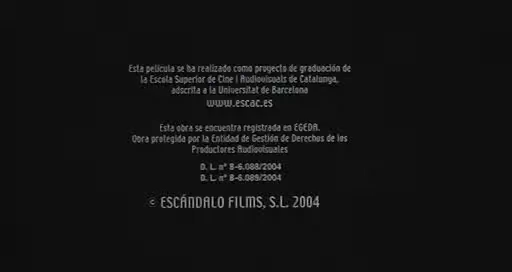 Esta película se ha realizado como proyecto de graduación de
la Escola Superior de Cine i Audiovisuals de Catalunya,
adscrita a la Universitat de Barcelona
www.escac.es
Esta obra se encuentra registrada en EGEDA.
Obra protegida por la Entidad de Gestión de Derechos de los
Productores Audiovisuales
D. L. nº B-6.088/2004
D. L. nº B-6.089/2004
© ESCÁNDALO FILMS, S.L. 2004